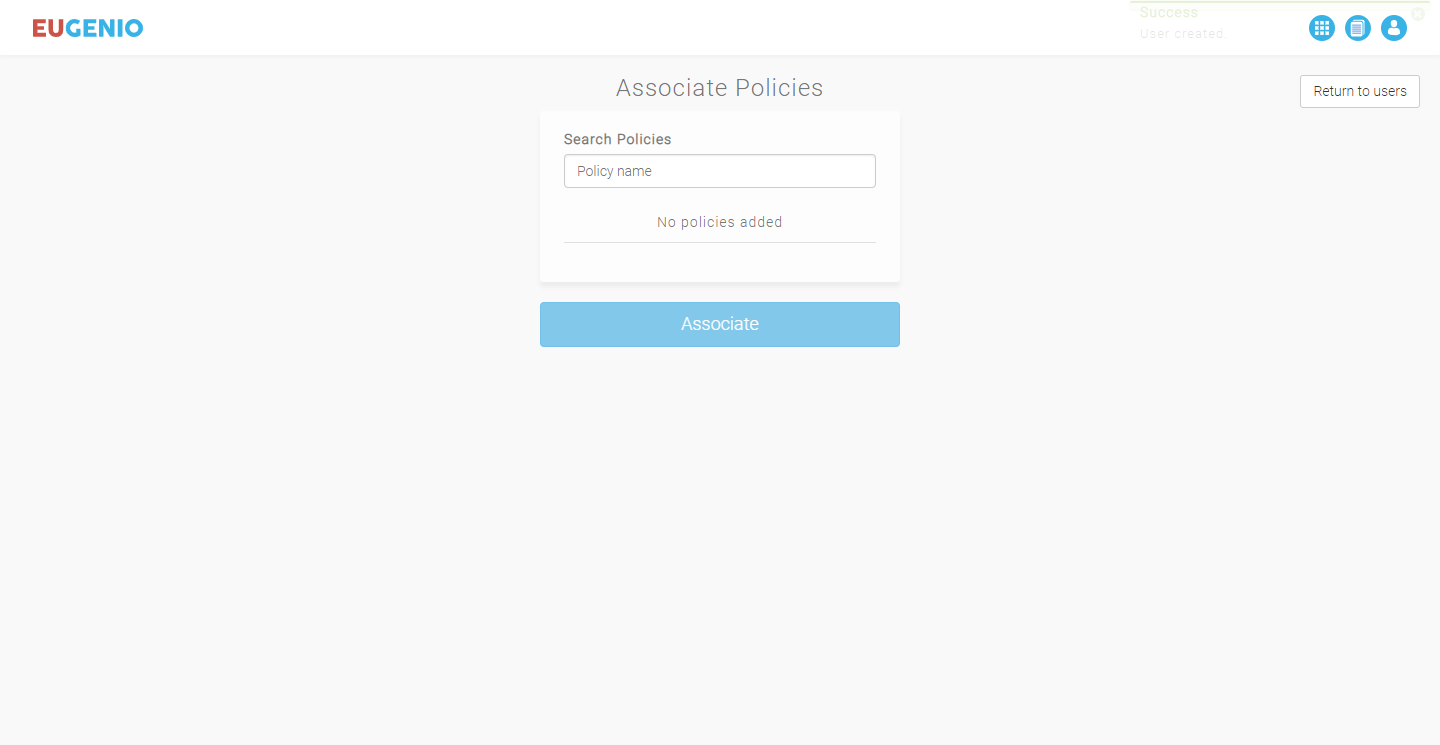 EUGENIO
Success
User created.
Associate Policies
Return to users
Search Policies
Policy name
No policies added
Associate